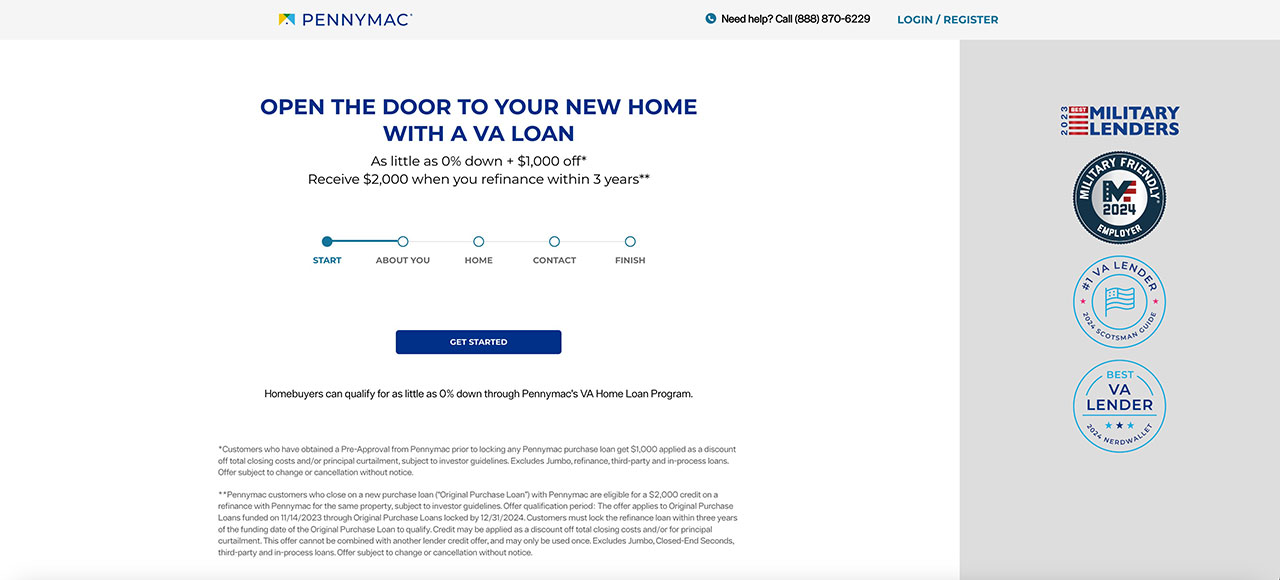 PENNYMAC
Need help? Call (888) 870-6229
LOGIN / REGISTER
OPEN THE DOOR TO YOUR NEW HOME
WITH A VA LOAN
As little as 0% down + $1,000 off*
Receive $2,000 when you refinance within 3 years**
START
ABOUT YOU
HOME
CONTACT
FINISH
GET STARTED
Homebuyers can qualify for as little as 0% down through Pennymac's VA Home Loan Program.
*Customers who have obtained a Pre-Approval from Pennymac prior to locking any Pennymac purchase loan get $1,000 applied as a discount
off total closing costs and/or principal curtailment, subject to investor guidelines. Excludes Jumbo, refinance, third-party and in-process loans.
Offer subject to change or cancellation without notice.
**Pennymac customers who close on a new purchase loan ("Original Purchase Loan") with Pennymac are eligible for a $2,000 credit on a
refinance with Pennymac for the same property, subject to investor guidelines. Offer qualification period: The offer applies to Original Purchase
Loans funded on 11/14/2023 through Original Purchase Loans locked by 12/31/2024. Customers must lock the refinance loan within three years
of the funding date of the Original Purchase Loan to qualify. Credit may be applied as a discount off total closing costs and/or for principal
curtailment. This offer cannot be combined with another lender credit offer, and may only be used once. Excludes Jumbo, Closed-End Seconds,
third-party and in-process loans. Offer subject to change or cancellation without notice.
2023 BEST MILITARY
LENDERS
MILITARY FRIENDLY®
2024
EMPLOYER
#1 VA LENDER
2024 SCOTSMAN GUIDE
BEST
VA
LENDER
2024 NERDWALLET